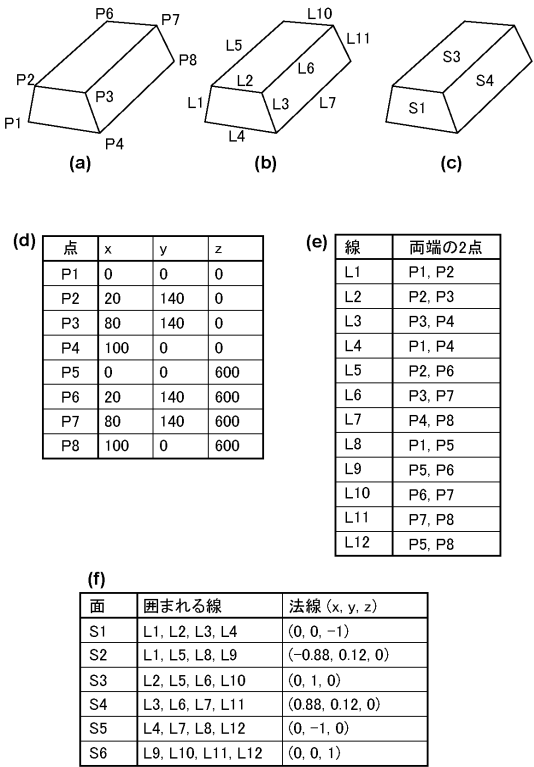 P6
P7
P8
P2
P3
P1
P4
(a)
L10
L11
L5
L6
L2
L1
L3
L7
L4
(b)
S3
S4
S1
(c)
(d)
点 x y z
P1 0 0 0
P2 20 140 0
P3 80 140 0
P4 100 0 0
P5 0 0 600
P6 20 140 600
P7 80 140 600
P8 100 0 600
(e)
線 両端の2点
L1 P1, P2
L2 P2, P3
L3 P3, P4
L4 P1, P4
L5 P2, P6
L6 P3, P7
L7 P4, P8
L8 P1, P5
L9 P5, P6
L10 P6, P7
L11 P7, P8
L12 P5, P8
(f)
面 囲まれる線 法線 (x, y, z)
S1 L1, L2, L3, L4 (0, 0, -1)
S2 L1, L5, L8, L9 (-0.88, 0.12, 0)
S3 L2, L5, L6, L10 (0, 1, 0)
S4 L3, L6, L7, L11 (0.88, 0.12, 0)
S5 L4, L7, L8, L12 (0, -1, 0)
S6 L9, L10, L11, L12 (0, 0, 1)